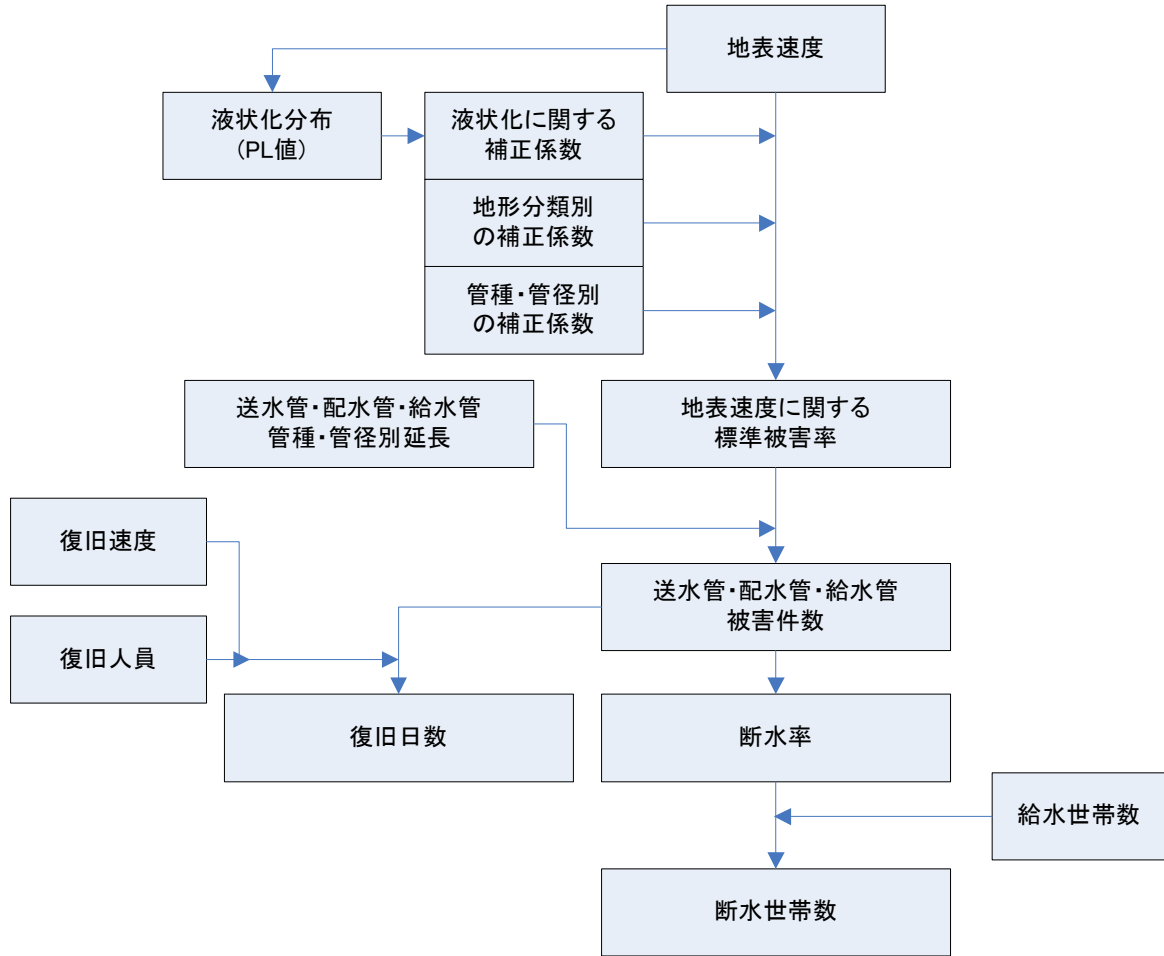 地表速度
液状化分布
(PL値)
液状化に関する
補正係数
地形分類別
の補正係数
管種・管径別
の補正係数
送水管・配水管・給水管
管種・管径別延長
地表速度に関する
標準被害率
復旧速度
送水管・配水管・給水管
被害件数
復旧人員
復旧日数
断水率
給水世帯数
断水世帯数